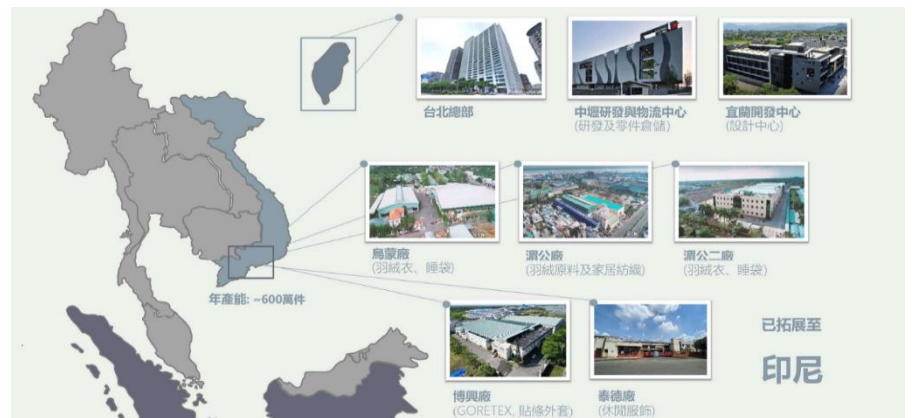 台北總部
中壢研發與物流中心
(研發及零件倉儲)
宜蘭開發中心
(設計中心)
烏蒙廠
(羽絨衣、睡袋)
湄公廠
(羽絨原料及家居紡織)
湄公二廠
(羽絨衣、睡袋)
年產能: ~600萬件
博興廠
(GORETEX, 貼條外套)
泰德廠
(休閒服飾)
已拓展至
印尼